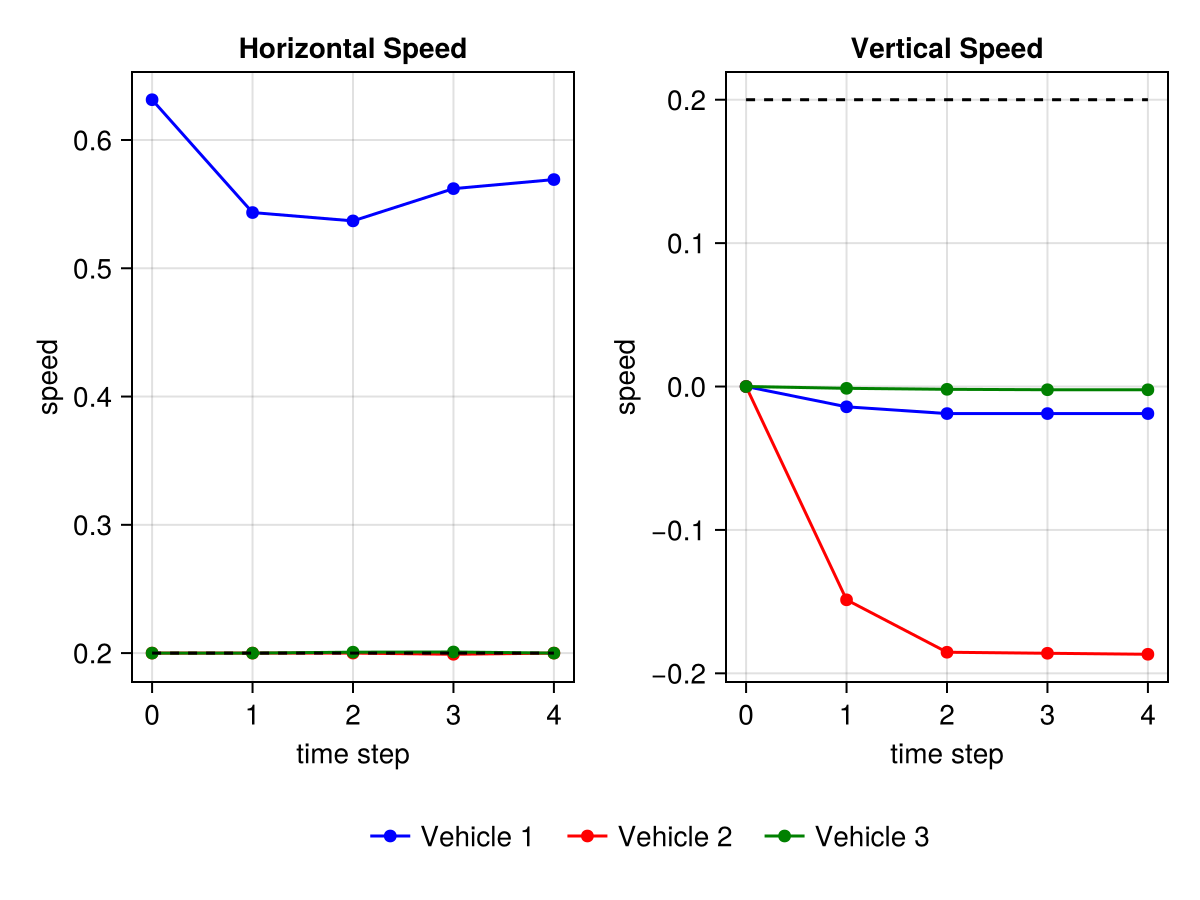 Horizontal Speed
0.6
0.5
0.4
0.3
0.2
speed
0 1 2 3 4
time step
Vertical Speed
0.2
0.1
0.0
−0.1
−0.2
speed
0 1 2 3 4
time step
Vehicle 1 Vehicle 2 Vehicle 3